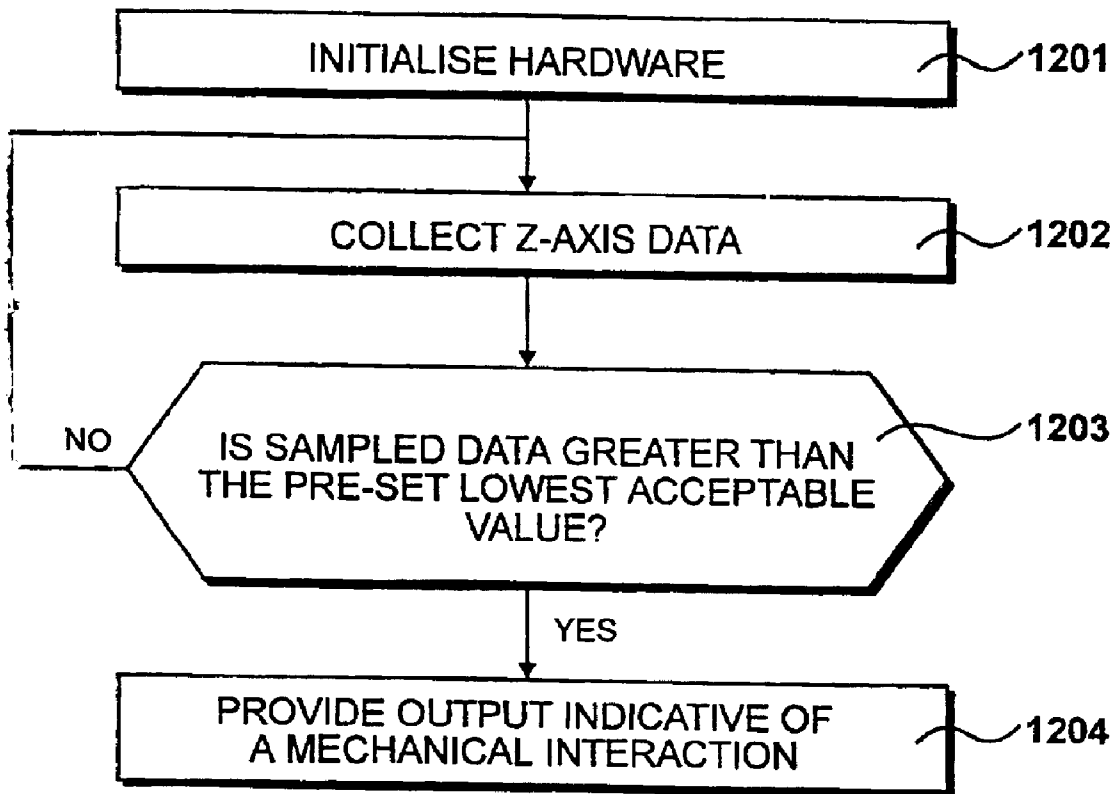 INITIALISE HARDWARE
1201
COLLECT Z-AXIS DATA
1202
IS SAMPLED DATA GREATER THAN
THE PRE-SET LOWEST ACCEPTABLE
VALUE?
1203
NO
YES
PROVIDE OUTPUT INDICATIVE OF
A MECHANICAL INTERACTION
1204